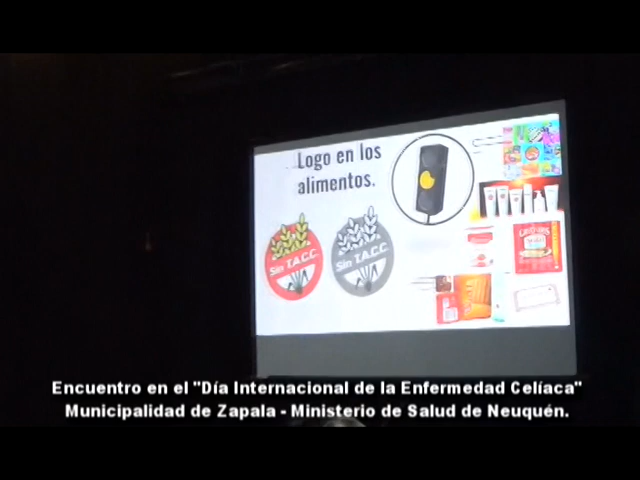 Logo en los
alimentos.
Sin T.A.C.C.
Sin T.A.C.C.
Encuentro en el "Día Internacional de la Enfermedad Celíaca"
Municipalidad de Zapala - Ministerio de Salud de Neuquén.